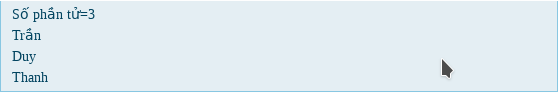 Số phần tử=3
Trần
Duy
Thanh